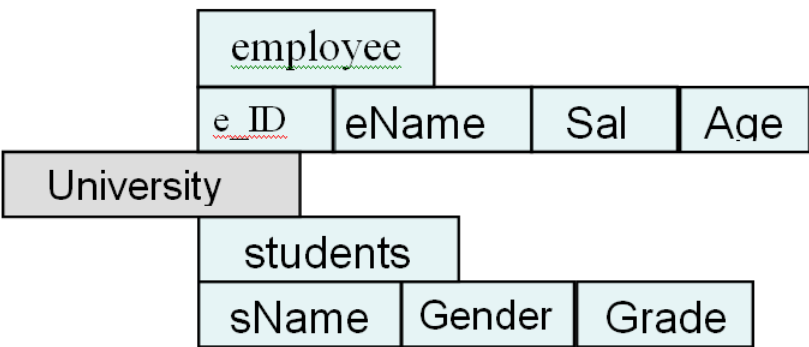 employee
e_ID eName Sal Age
University
students
sName Gender Grade